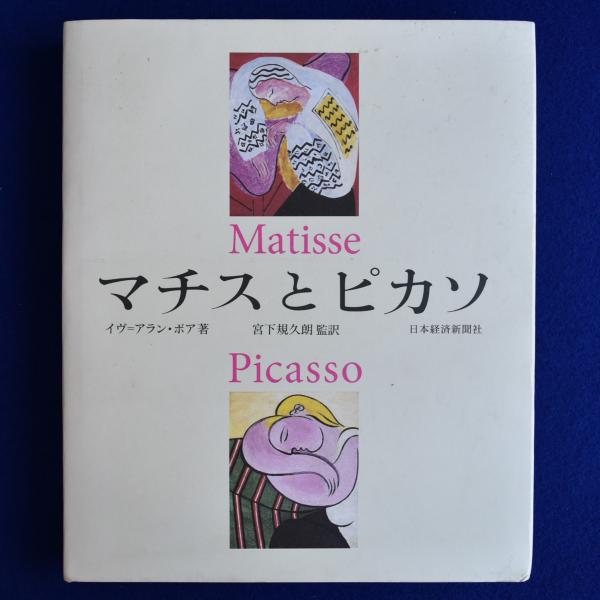 Matisse
マチスとピカソ
イヴ=アラン・ボア著 宮下規久朗 監訳 日本経済新聞社
Picasso